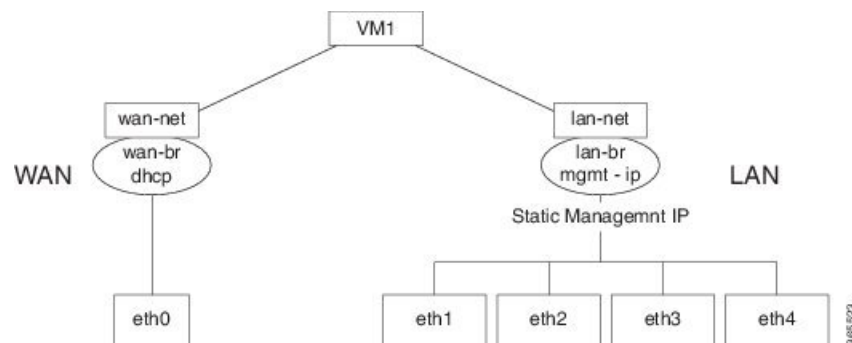 VM1
wan-net
lan-net
wan-br
dhcp
lan-br
mgmt - ip
WAN
LAN
Static Managemnt IP
eth0
eth1
eth2
eth3
eth4